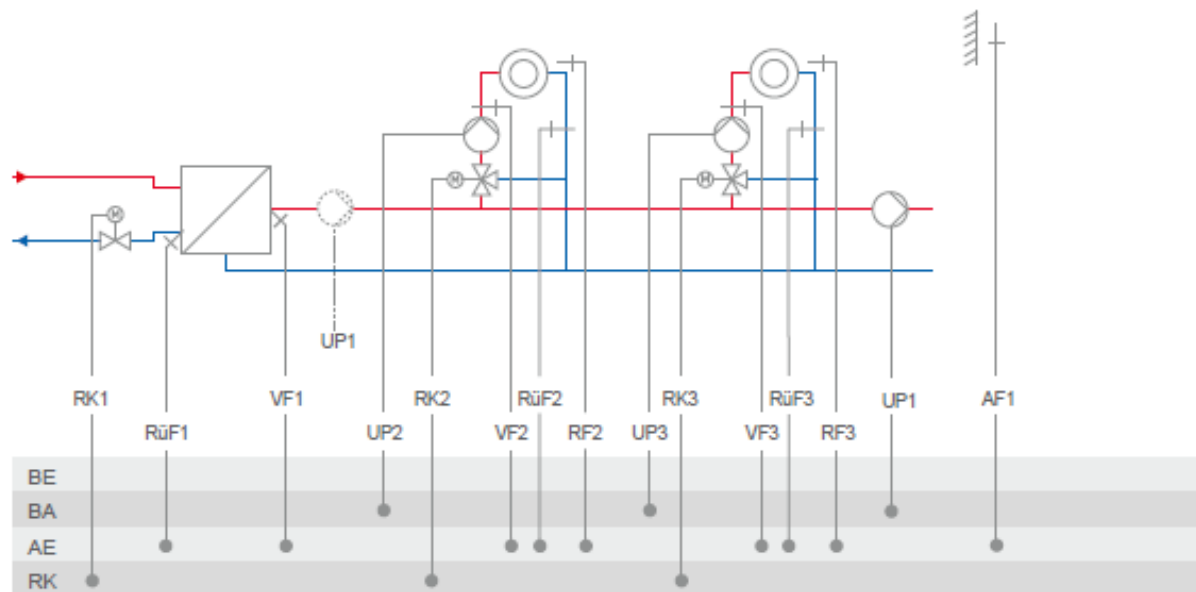 M
M
M
UP1
RK1
VF1
RK2
RüF2
RK3
RüF3
UP1
AF1
RüF1
UP2
VF2
RF2
UP3
VF3
RF3
BE
BA
AE
RK